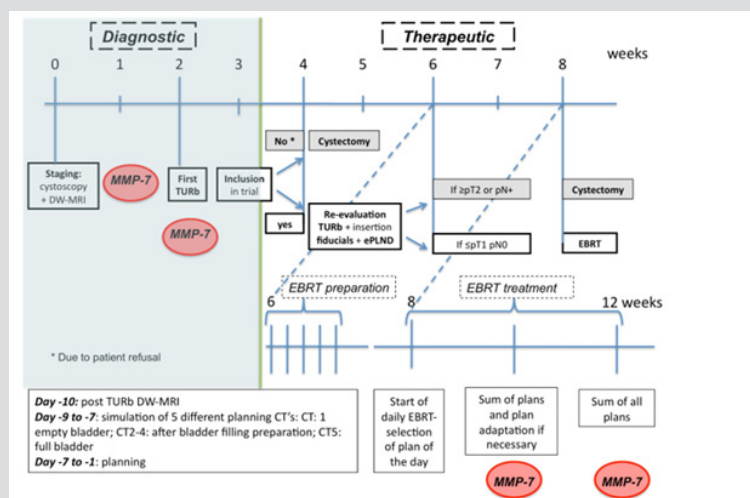 Diagnostic
Therapeutic
weeks
0
1
2
3
4
5
6
7
8
Staging:
cystoscopy
+ DW-MRI
MMP-7
First
TURb
MMP-7
Inclusion
in trial
No *
Cystectomy
yes
Re-evaluation
TURb + insertion
fiducials + ePLND
If ≥pT2 or pN+
If ≤pT1 pN0
Cystectomy
EBRT
6
EBRT preparation
8
EBRT treatment
12 weeks
* Due to patient refusal
Day -10: post TURb DW-MRI
Day -9 to -7: simulation of 5 different planning CT's: CT: 1
empty bladder; CT2-4: after bladder filling preparation; CT5:
full bladder
Day -7 to -1: planning
Start of
daily EBRT-
selection
of plan of
the day
Sum of plans
and plan
adaptation if
necessary
MMP-7
Sum of all
plans
MMP-7